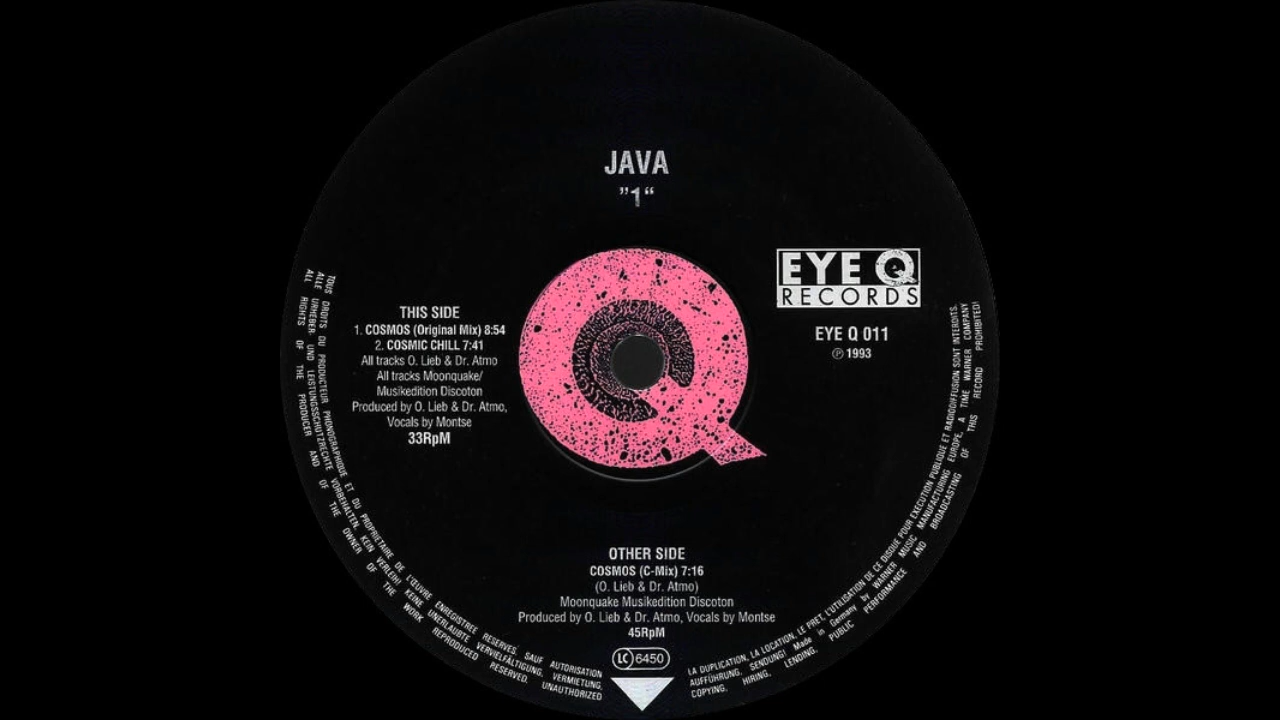 JAVA
”1“
EYE Q
RECORDS
EYE Q 011
℗ 1993
THIS SIDE
1. COSMOS (Original Mix) 8:54
2. COSMIC CHILL 7:41
All tracks O. Lieb & Dr. Atmo
All tracks Moonquake/
Musikedition Discoton
Produced by O. Lieb & Dr. Atmo,
Vocals by Montse
33RpM
OTHER SIDE
COSMOS (C-Mix) 7:16
(O. Lieb & Dr. Atmo)
Moonquake Musikedition Discoton
Produced by O. Lieb & Dr. Atmo, Vocals by Montse
45RpM
LC 6450
TOUS DROITS DU PRODUCTEUR PHONOGRAPHIQUE ET DU PROPRIETAIRE DE L'ŒUVRE ENREGISTREE RESERVES. SAUF AUTORISATION
ALLE URHEBER- UND LEISTUNGSSCHUTZRECHTE VORBEHALTEN. KEIN VERLEIH! KEINE UNERLAUBTE VERVIELFÄLTIGUNG, VERMIETUNG,
ALL RIGHTS OF THE PRODUCER AND OF THE OWNER OF THE WORK REPRODUCED RESERVED. UNAUTHORIZED
LA DUPLICATION, LA LOCATION, LE PRET, L'UTILISATION DE CE DISQUE POUR EXECUTION PUBLIQUE ET RADIODIFFUSION SONT INTERDITS.
AUFFÜHRUNG, SENDUNG! Made in Germany by WARNER MUSIC MANUFACTURING EUROPE, A TIME WARNER COMPANY
COPYING, HIRING, LENDING, PUBLIC PERFORMANCE AND BROADCASTING OF THIS RECORD PROHIBITED!